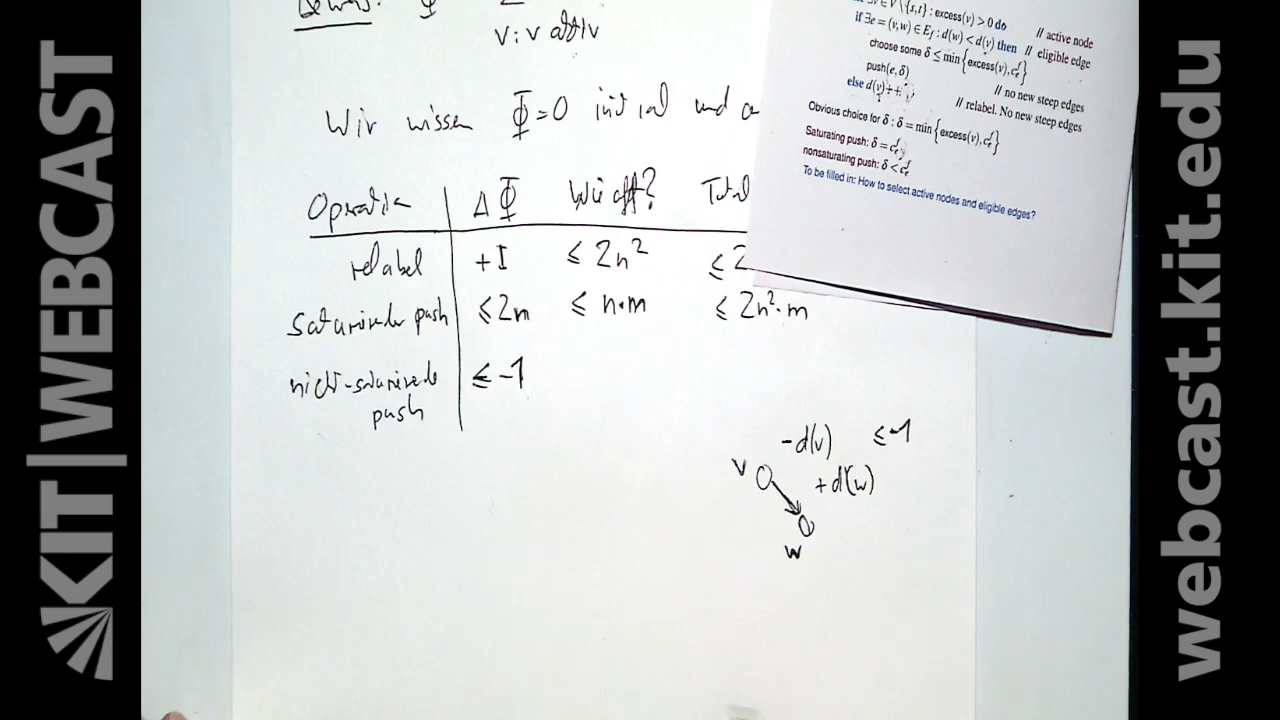 Beweis: Φ Σ
v: v aktiv
Wir wissen Φ=0 initial und
Operation ΔΦ Wie oft?
relabel +1 ≤ 2n² ≤ 2
saturierender push ≤ 2n ≤ n·m ≤ 2n²·m
nicht-saturierende push ≤ -1
-d(v) ≤ -1
v + d(w)
w
∃v ∈ V \ {s,t} : excess(v) > 0 do // active node
if ∃e = (v,w) ∈ E_f : d(w) < d(v) then // eligible edge
choose some δ ≤ min{excess(v), c_e^f}
push(e, δ) // no new steep edges
else d(v)++ // relabel. No new steep edges
Obvious choice for δ: δ = min{excess(v), c_e^f}
Saturating push: δ = c_e^f
nonsaturating push: δ < c_e^f
To be filled in: How to select active nodes and eligible edges?
KIT | WEBCAST
webcast.kit.edu